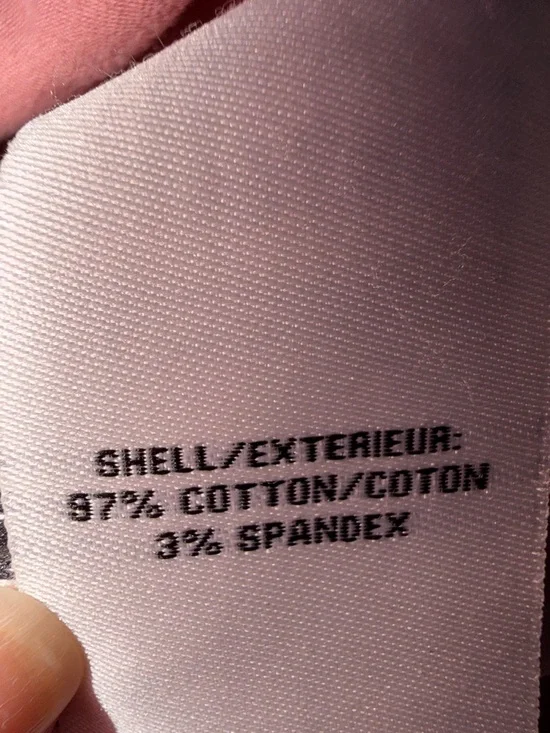 SHELL/EXTERIEUR:
97% COTTON/COTON
3% SPANDEX